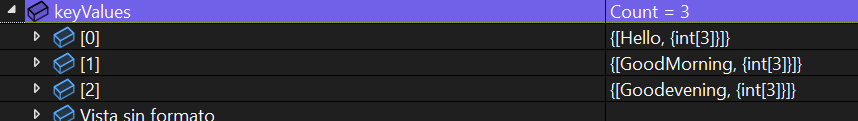 keyValues Count = 3
[0] {[Hello, {int[3]}]}
[1] {[GoodMorning, {int[3]}]}
[2] {[Goodevening, {int[3]}]}
Vista sin formato